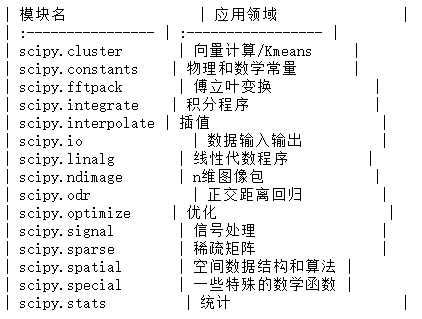 | 模块名 | 应用领域 |
| :--------------- | :------------------ |
| scipy.cluster | 向量计算/Kmeans |
| scipy.constants | 物理和数学常量 |
| scipy.fftpack | 傅立叶变换 |
| scipy.integrate | 积分程序 |
| scipy.interpolate | 插值 |
| scipy.io | 数据输入输出 |
| scipy.linalg | 线性代数程序 |
| scipy.ndimage | n维图像包 |
| scipy.odr | 正交距离回归 |
| scipy.optimize | 优化 |
| scipy.signal | 信号处理 |
| scipy.sparse | 稀疏矩阵 |
| scipy.spatial | 空间数据结构和算法 |
| scipy.special | 一些特殊的数学函数 |
| scipy.stats | 统计 |